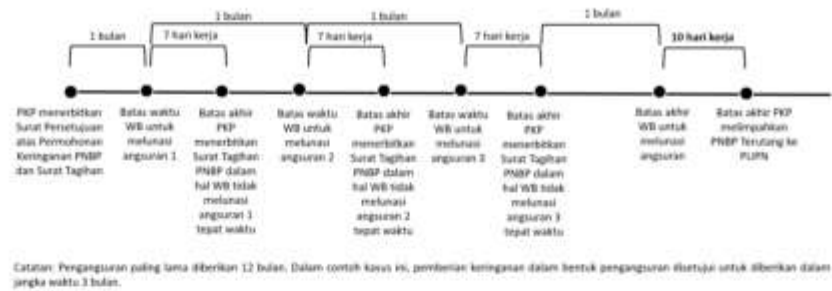 1 bulan
1 bulan
1 bulan
1 bulan
7 hari kerja
7 hari kerja
7 hari kerja
10 hari kerja
PKP menerbitkan
Surat Persetujuan
atas Permohonan
Keringanan PNBP
dan Surat Tagihan
Batas waktu
WB untuk
melunasi
angsuran 1
Batas akhir
PKP
menerbitkan
Surat Tagihan
PNBP dalam
hal WB tidak
melunasi
angsuran 1
tepat waktu
Batas waktu
WB untuk
melunasi
angsuran 2
Batas akhir
PKP
menerbitkan
Surat Tagihan
PNBP dalam
hal WB tidak
melunasi
angsuran 2
tepat waktu
Batas waktu
WB untuk
melunasi
angsuran 3
Batas akhir
PKP
menerbitkan
Surat Tagihan
PNBP dalam
hal WB tidak
melunasi
angsuran 3
tepat waktu
Batas akhir
WB untuk
melunasi
angsuran
Batas akhir PKP
melimpahkan
PNBP Terutang ke
PUPN
Catatan: Pengangsuran paling lama diberikan 12 bulan. Dalam contoh kasus ini, pemberian keringanan dalam bentuk pengangsuran disetujui untuk diberikan dalam
jangka waktu 3 bulan.